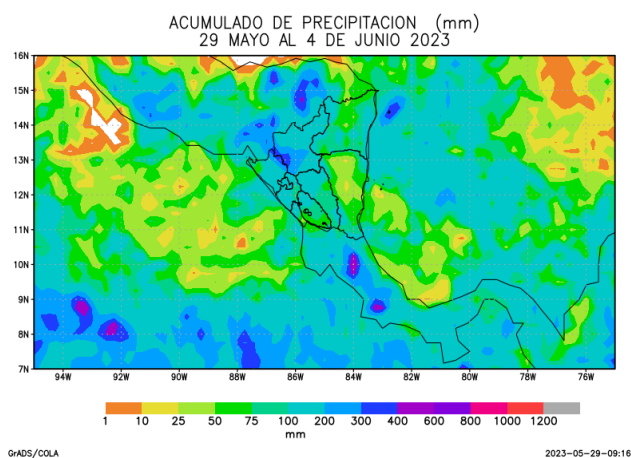 ACUMULADO DE PRECIPITACION (mm)
29 MAYO AL 4 DE JUNIO 2023
16N
15N
14N
13N
12N
11N
10N
9N
8N
7N
94W 92W 90W 88W 86W 84W 82W 80W 78W 76W
1 10 25 50 75 100 200 300 400 600 800 1000 1200
mm
GrADS/COLA 2023-05-29-09:16